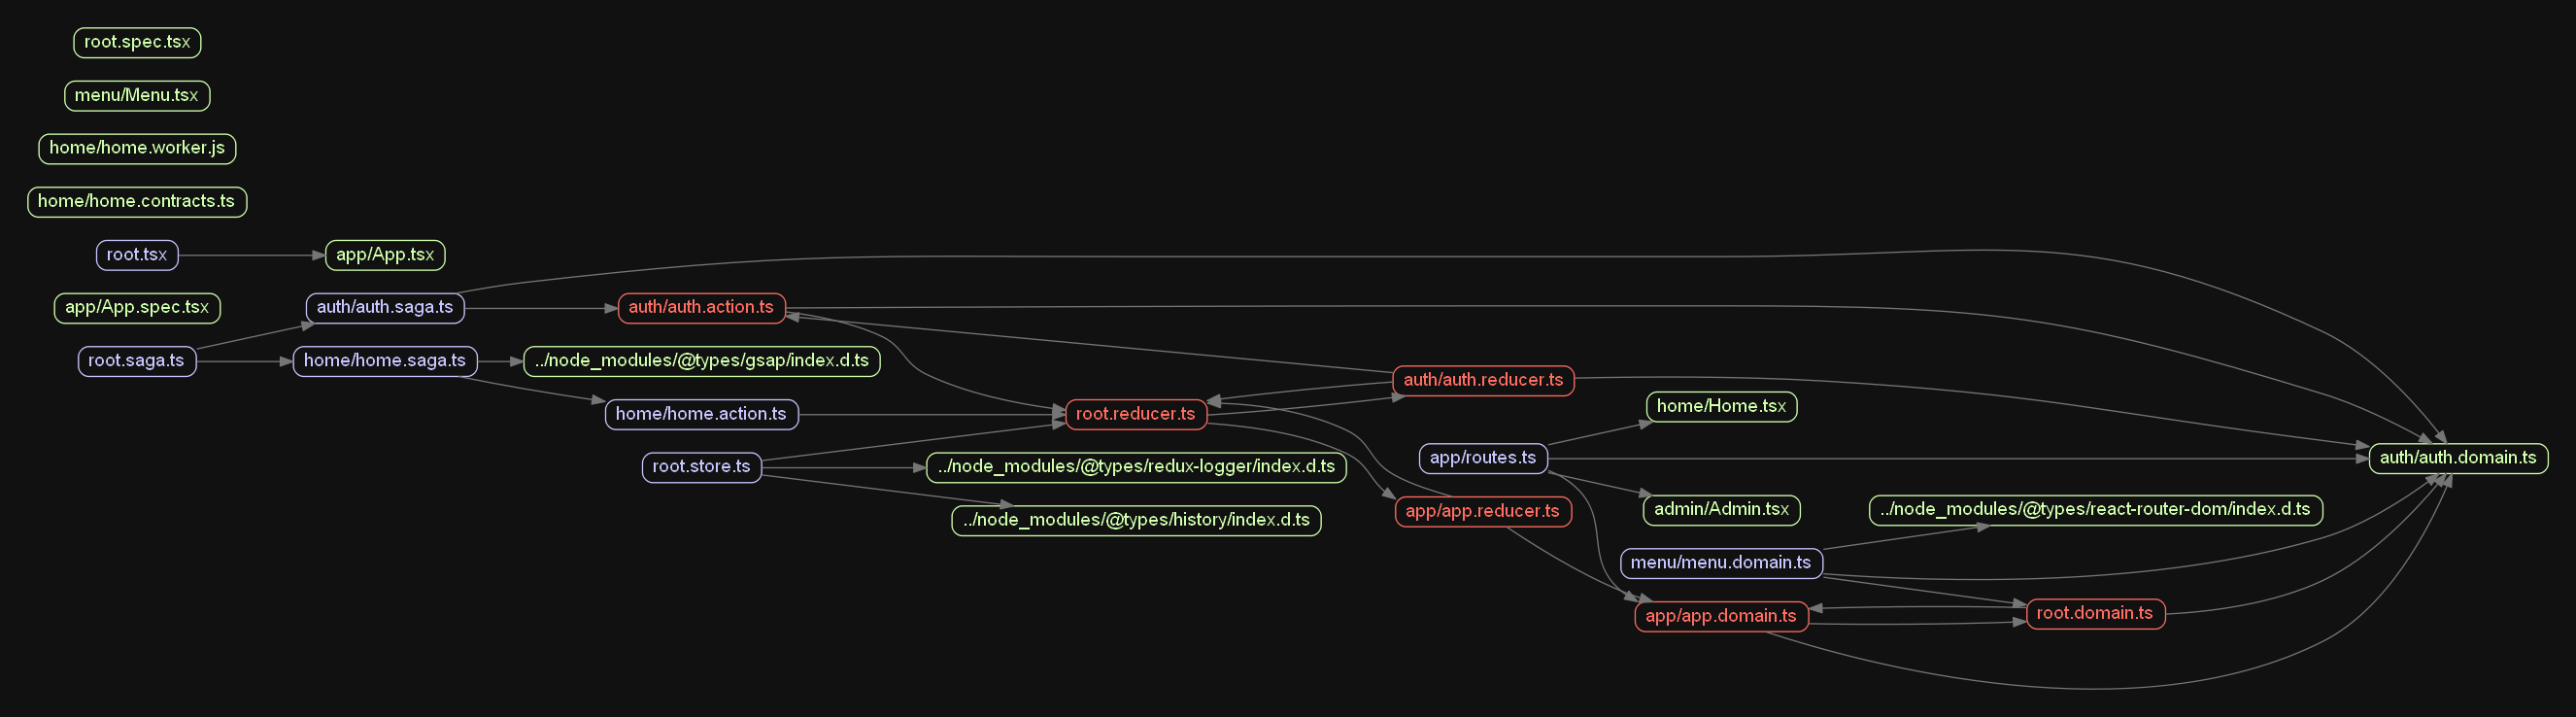 root.spec.tsx
menu/Menu.tsx
home/home.worker.js
home/home.contracts.ts
root.tsx
app/App.tsx
app/App.spec.tsx
auth/auth.saga.ts
auth/auth.action.ts
root.saga.ts
home/home.saga.ts
../node_modules/@types/gsap/index.d.ts
auth/auth.reducer.ts
home/home.action.ts
root.reducer.ts
home/Home.tsx
root.store.ts
../node_modules/@types/redux-logger/index.d.ts
app/routes.ts
auth/auth.domain.ts
../node_modules/@types/history/index.d.ts
app/app.reducer.ts
admin/Admin.tsx
../node_modules/@types/react-router-dom/index.d.ts
menu/menu.domain.ts
app/app.domain.ts
root.domain.ts